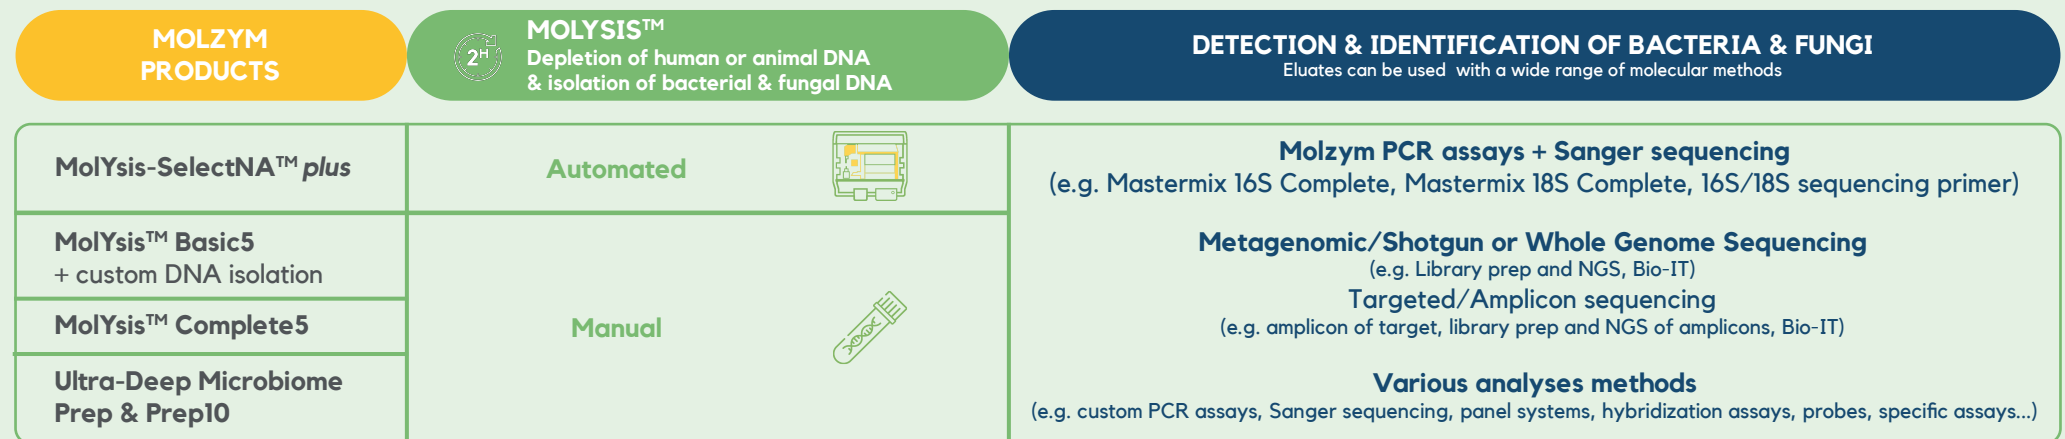 MOLZYM
PRODUCTS
2H
MOLYSIS™
Depletion of human or animal DNA
& isolation of bacterial & fungal DNA
DETECTION & IDENTIFICATION OF BACTERIA & FUNGI
Eluates can be used with a wide range of molecular methods
MolYsis-SelectNA™ plus
Automated
MolYsis™ Basic5
+ custom DNA isolation
MolYsis™ Complete5
Ultra-Deep Microbiome
Prep & Prep10
Manual
Molzym PCR assays + Sanger sequencing
(e.g. Mastermix 16S Complete, Mastermix 18S Complete, 16S/18S sequencing primer)
Metagenomic/Shotgun or Whole Genome Sequencing
(e.g. Library prep and NGS, Bio-IT)
Targeted/Amplicon sequencing
(e.g. amplicon of target, library prep and NGS of amplicons, Bio-IT)
Various analyses methods
(e.g. custom PCR assays, Sanger sequencing, panel systems, hybridization assays, probes, specific assays...)